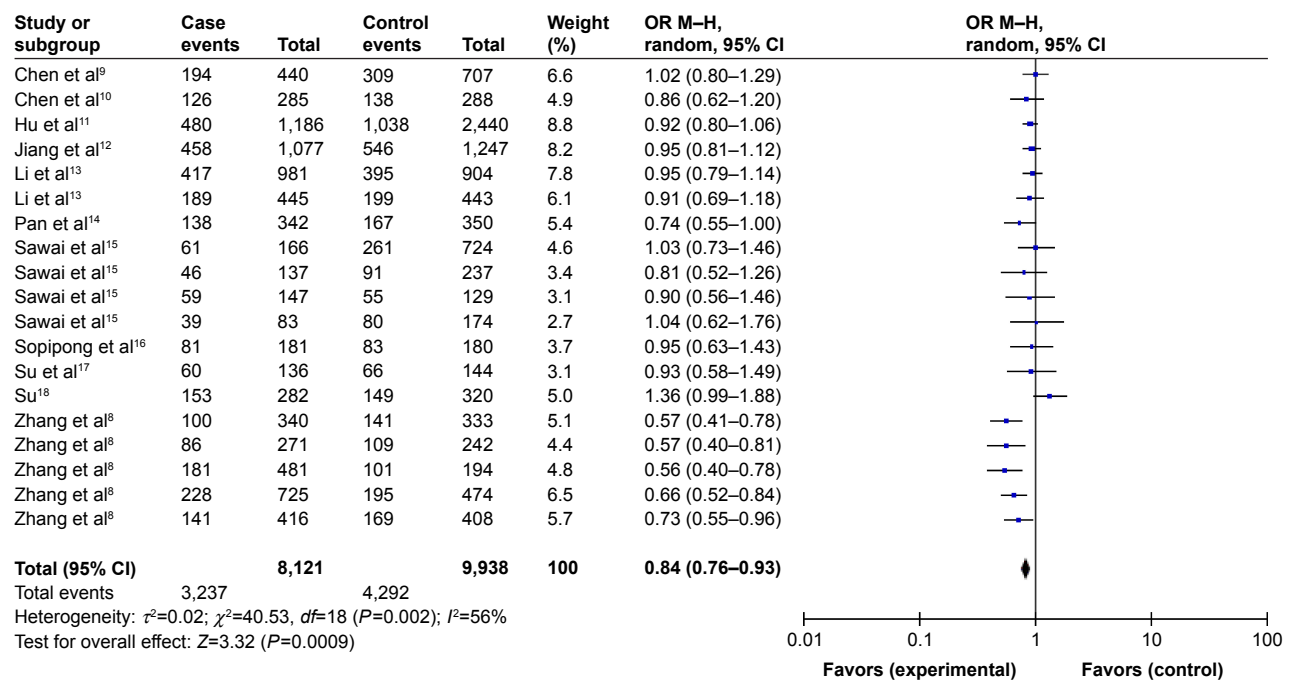 Study or subgroup Case events Total Control events Total Weight (%) OR M–H, random, 95% CI OR M–H, random, 95% CI
Chen et al⁹ 194 440 309 707 6.6 1.02 (0.80–1.29)
Chen et al¹⁰ 126 285 138 288 4.9 0.86 (0.62–1.20)
Hu et al¹¹ 480 1,186 1,038 2,440 8.8 0.92 (0.80–1.06)
Jiang et al¹² 458 1,077 546 1,247 8.2 0.95 (0.81–1.12)
Li et al¹³ 417 981 395 904 7.8 0.95 (0.79–1.14)
Li et al¹³ 189 445 199 443 6.1 0.91 (0.69–1.18)
Pan et al¹⁴ 138 342 167 350 5.4 0.74 (0.55–1.00)
Sawai et al¹⁵ 61 166 261 724 4.6 1.03 (0.73–1.46)
Sawai et al¹⁵ 46 137 91 237 3.4 0.81 (0.52–1.26)
Sawai et al¹⁵ 59 147 55 129 3.1 0.90 (0.56–1.46)
Sawai et al¹⁵ 39 83 80 174 2.7 1.04 (0.62–1.76)
Sopipong et al¹⁶ 81 181 83 180 3.7 0.95 (0.63–1.43)
Su et al¹⁷ 60 136 66 144 3.1 0.93 (0.58–1.49)
Su¹⁸ 153 282 149 320 5.0 1.36 (0.99–1.88)
Zhang et al⁸ 100 340 141 333 5.1 0.57 (0.41–0.78)
Zhang et al⁸ 86 271 109 242 4.4 0.57 (0.40–0.81)
Zhang et al⁸ 181 481 101 194 4.8 0.56 (0.40–0.78)
Zhang et al⁸ 228 725 195 474 6.5 0.66 (0.52–0.84)
Zhang et al⁸ 141 416 169 408 5.7 0.73 (0.55–0.96)
Total (95% CI) 8,121 9,938 100 0.84 (0.76–0.93)
Total events 3,237 4,292
Heterogeneity: τ²=0.02; χ²=40.53, df=18 (P=0.002); I²=56%
Test for overall effect: Z=3.32 (P=0.0009)
0.01 0.1 1 10 100
Favors (experimental) Favors (control)